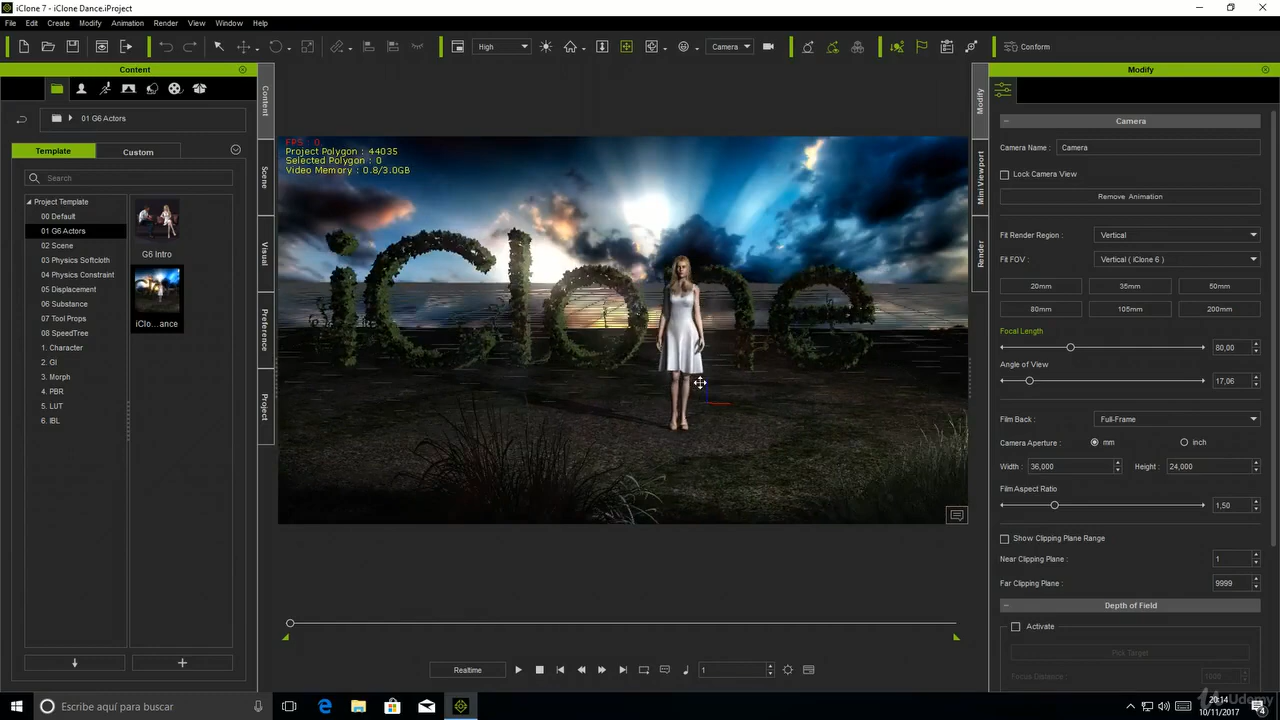 iClone 7 - iClone Dance.iProject
File Edit Create Modify Animation Render View Window Help
High
Camera
Conform
Content
01 G6 Actors
Template
Custom
Search
Project Template
00 Default
01 G6 Actors
02 Scene
03 Physics Softcloth
04 Physics Constraint
05 Displacement
06 Substance
07 Tool Props
08 SpeedTree
1. Character
2. GI
3. Morph
4. PBR
5. LUT
6. IBL
G6 Intro
iClo...ance
Content
Scene
Visual
Preference
Project
FPS : 0
Project Polygon : 44035
Selected Polygon : 0
Video Memory : 0.8/3.0GB
iClone
Realtime
1
Modify
Mini Viewport
Render
Modify
Camera
Camera Name :
Camera
Lock Camera View
Remove Animation
Fit Render Region :
Vertical
Fit FOV :
Vertical ( iClone 6 )
20mm
35mm
50mm
80mm
105mm
200mm
Focal Length
80,00
Angle of View
17,06
Film Back :
Full-Frame
Camera Aperture :
mm
inch
Width :
36,000
Height :
24,000
Film Aspect Ratio
1,50
Show Clipping Plane Range
Near Clipping Plane :
1
Far Clipping Plane :
9999
Depth of Field
Activate
Pick Target
Focus Distance :
1000
Escribe aquí para buscar
20:14
10/11/2017
4
Udemy